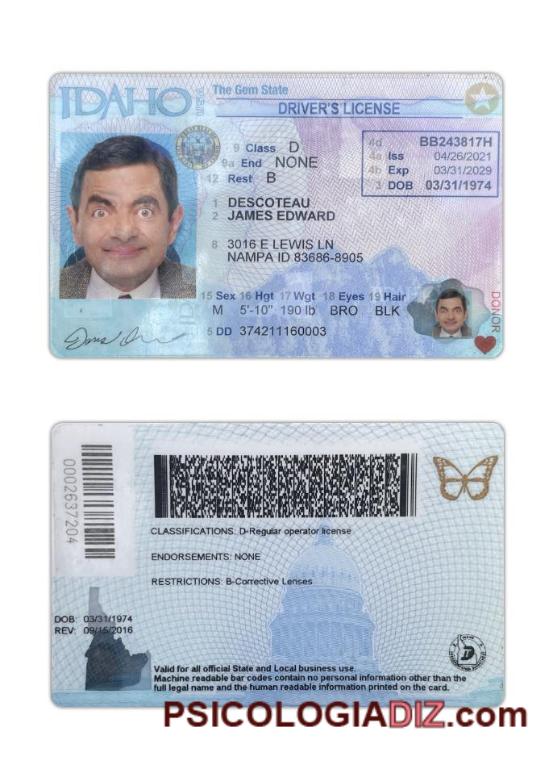 IDAHO
The Gem State
DRIVER'S LICENSE
9 Class D
9a End NONE
12 Rest B
4d BB243817H
4a Iss 04/26/2021
4b Exp 03/31/2029
3 DOB 03/31/1974
1 DESCOTEAU
2 JAMES EDWARD
8 3016 E LEWIS LN
NAMPA ID 83686-8905
15 Sex 16 Hgt 17 Wgt 18 Eyes 19 Hair
M 5'-10" 190 lb BRO BLK
5 DD 374211160003
DONOR
0002637204
CLASSIFICATIONS: D-Regular operator license
ENDORSEMENTS: NONE
RESTRICTIONS: B-Corrective Lenses
DOB: 03/31/1974
REV: 09/15/2016
Valid for all official State and Local business use.
Machine readable bar codes contain no personal information other than the
full legal name and the human readable information printed on the card.
PSICOLOGIADIZ.com